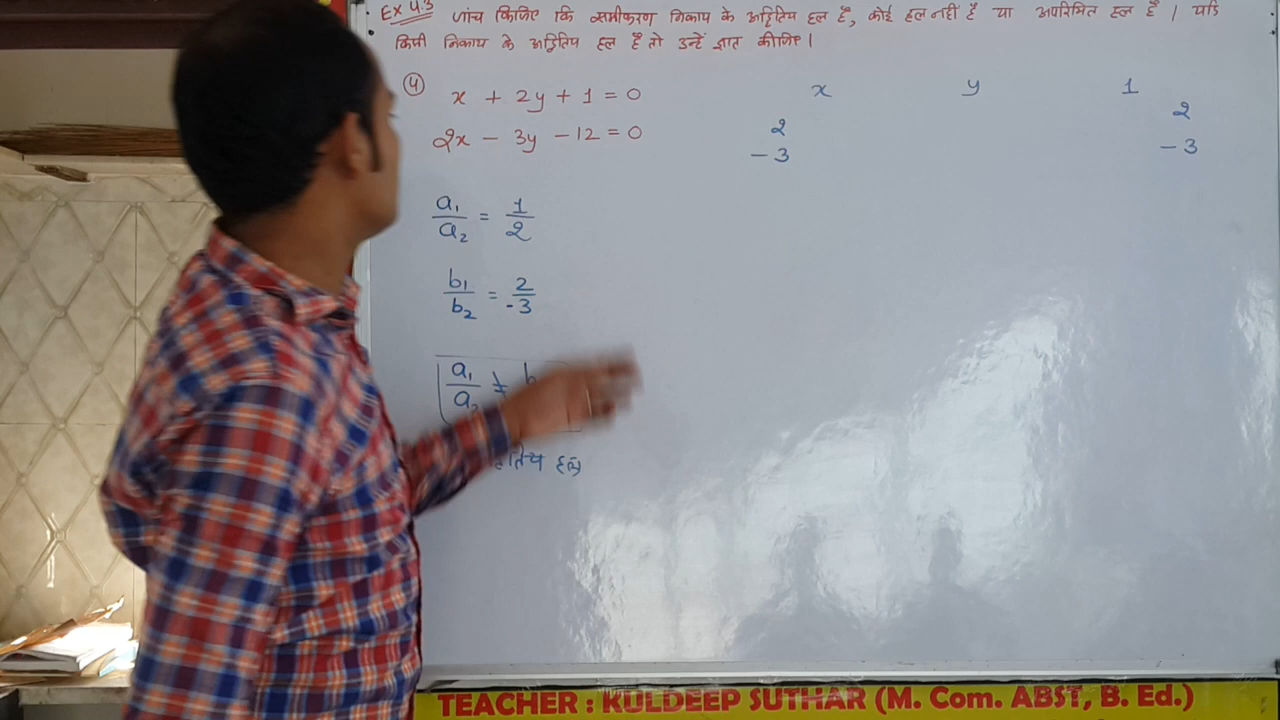 Ex 4.3 जांच किजिए कि समीकरण निकाय के अद्वितिय हल है, कोई हल नहीं है या अपरिमित हल है । यदि
किसी निकाय के अद्वितिय हल है तो उन्हें ज्ञात कीजिए ।
④ x + 2y + 1 = 0
2x - 3y - 12 = 0
x y 1
2 2
-3 -3
a₁/a₂ = 1/2
b₁/b₂ = 2/-3
a₁/a₂ ≠
हल
TEACHER : KULDEEP SUTHAR (M. Com. ABST, B. Ed.)